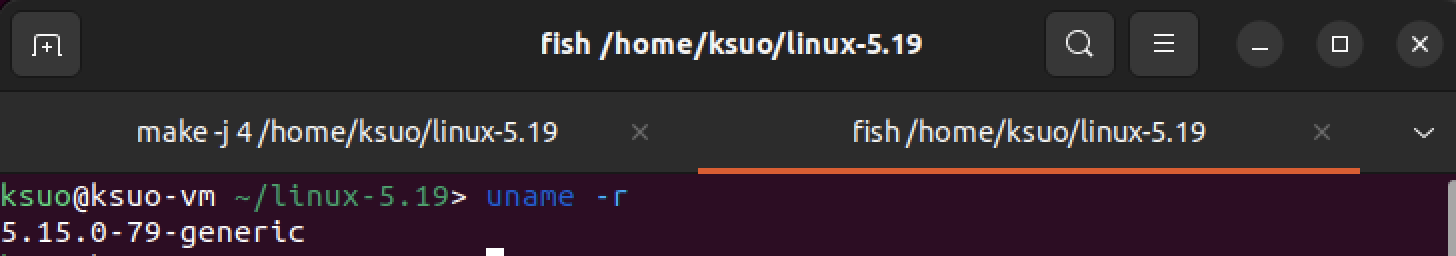 fish /home/ksuo/linux-5.19
make -j 4 /home/ksuo/linux-5.19
fish /home/ksuo/linux-5.19
ksuo@ksuo-vm ~/linux-5.19> uname -r
5.15.0-79-generic